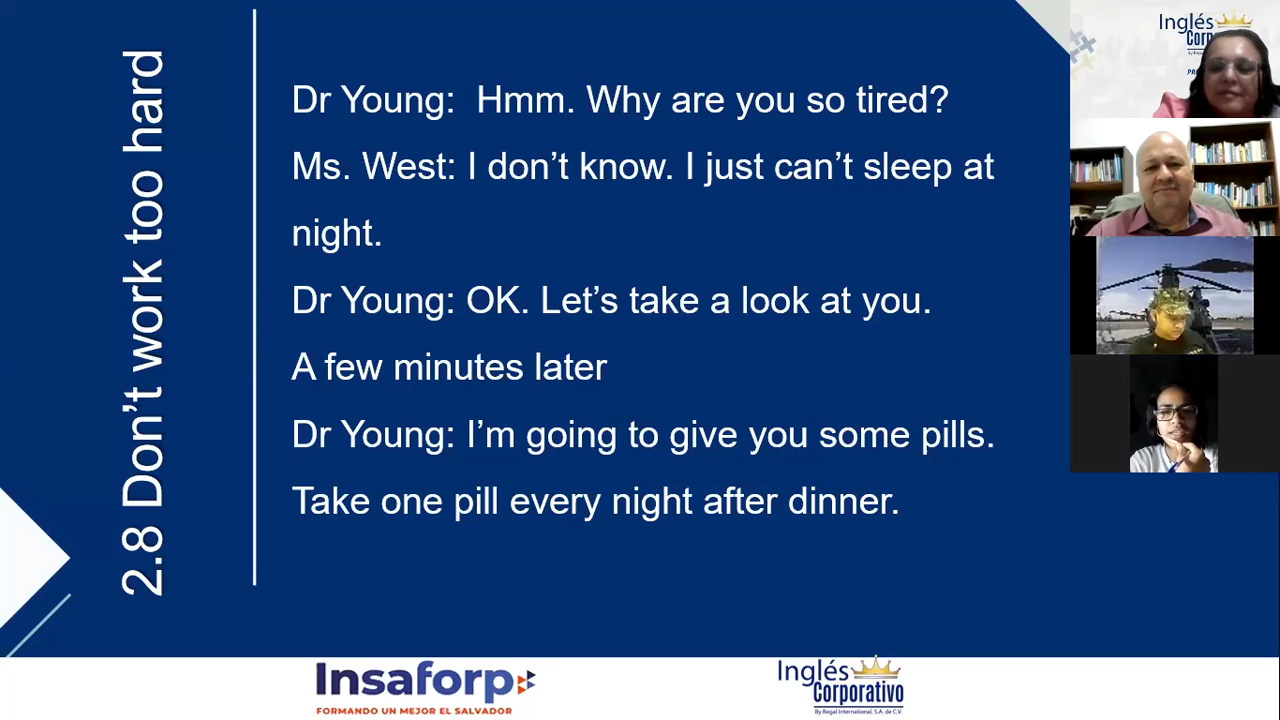 2.8 Don't work too hard
Dr Young:  Hmm. Why are you so tired?
Ms. West: I don't know. I just can't sleep at
night.
Dr Young: OK. Let's take a look at you.
A few minutes later
Dr Young: I'm going to give you some pills.
Take one pill every night after dinner.
Inglés
Insaforp
FORMANDO UN MEJOR EL SALVADOR
Inglés
Corporativo
By Regal International, S.A. de C.V.